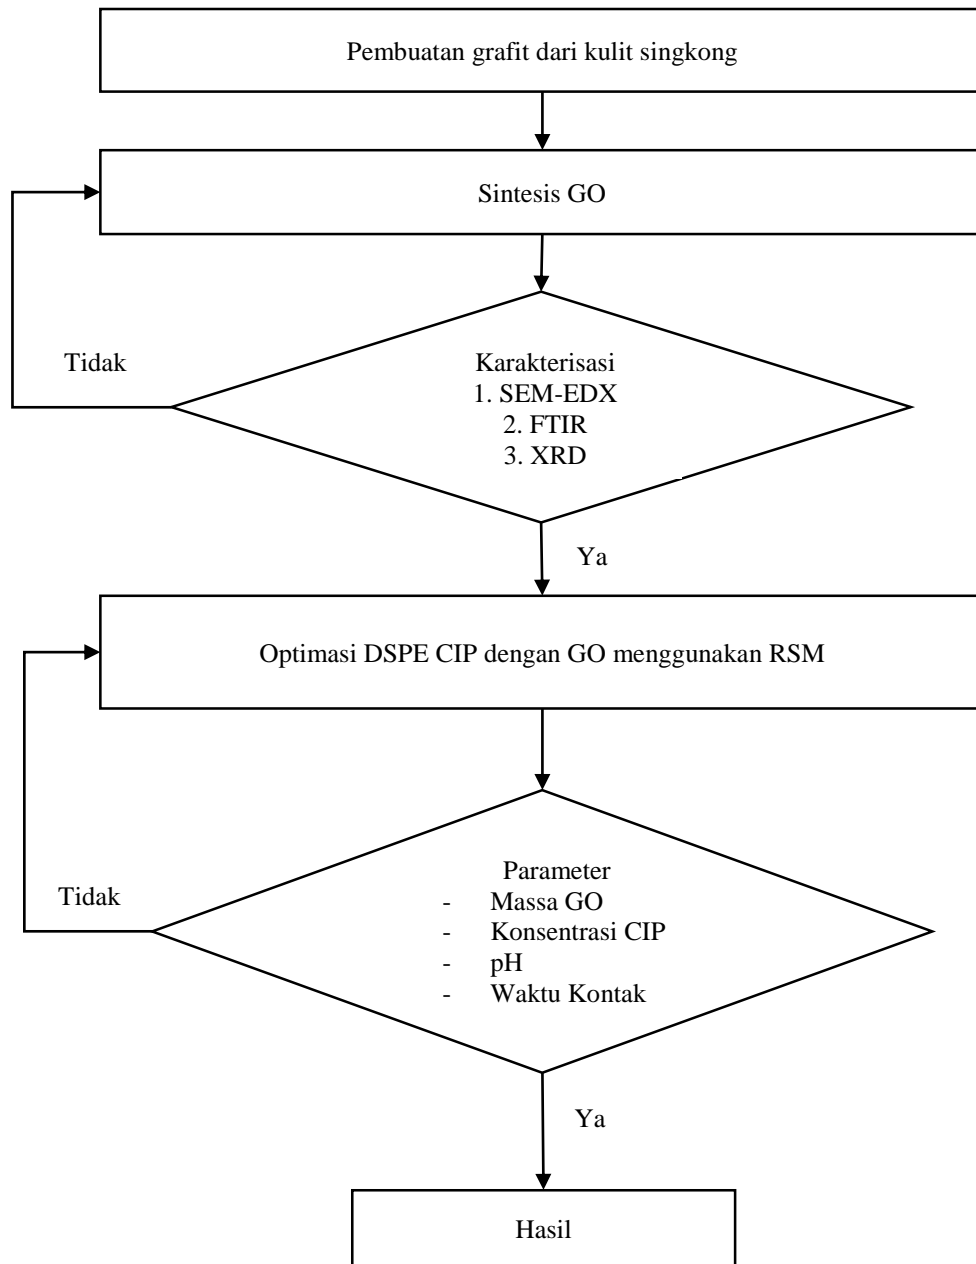 Pembuatan grafit dari kulit singkong
Sintesis GO
Tidak
Karakterisasi
1. SEM-EDX
2. FTIR
3. XRD
Ya
Optimasi DSPE CIP dengan GO menggunakan RSM
Tidak
Parameter
- Massa GO
- Konsentrasi CIP
- pH
- Waktu Kontak
Ya
Hasil